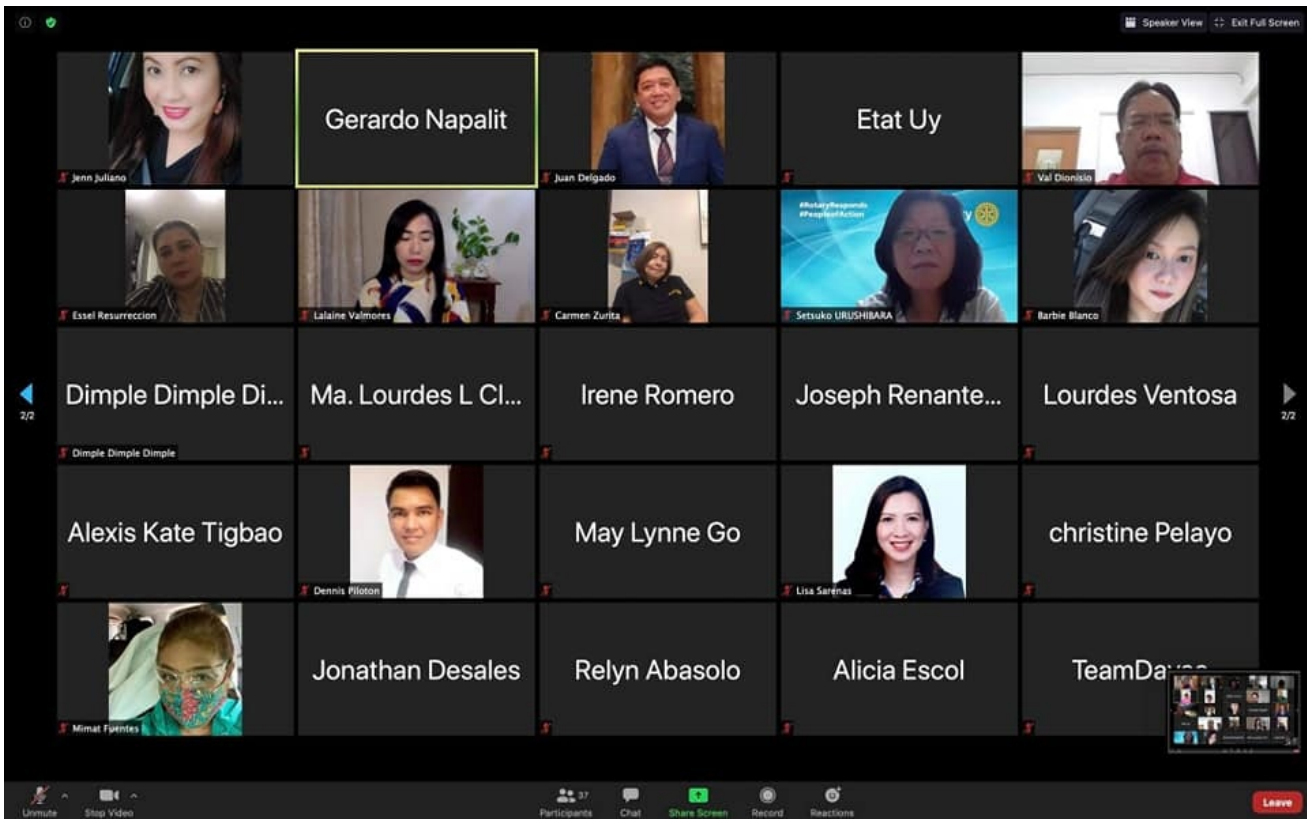 Speaker View
Exit Full Screen
Jenn Juliano
Gerardo Napalit
Juan Delgado
Etat Uy
Val Dionisio
Essel Resurreccion
Lalaine Valmores
Carmen Zurita
#RotaryResponds
#PeopleofAction
y
Setsuko URUSHIBARA
Barbie Blanco
Dimple Dimple Di...
Dimple Dimple Dimple
Ma. Lourdes L Cl...
Irene Romero
Joseph Renante...
Lourdes Ventosa
2/2
2/2
Alexis Kate Tigbao
Dennis Piloton
May Lynne Go
Lisa Sarenas
christine Pelayo
Mimat Fuentes
Jonathan Desales
Relyn Abasolo
Alicia Escol
Unmute
Stop Video
Participants
37
Chat
Share Screen
Record
Reactions
Leave